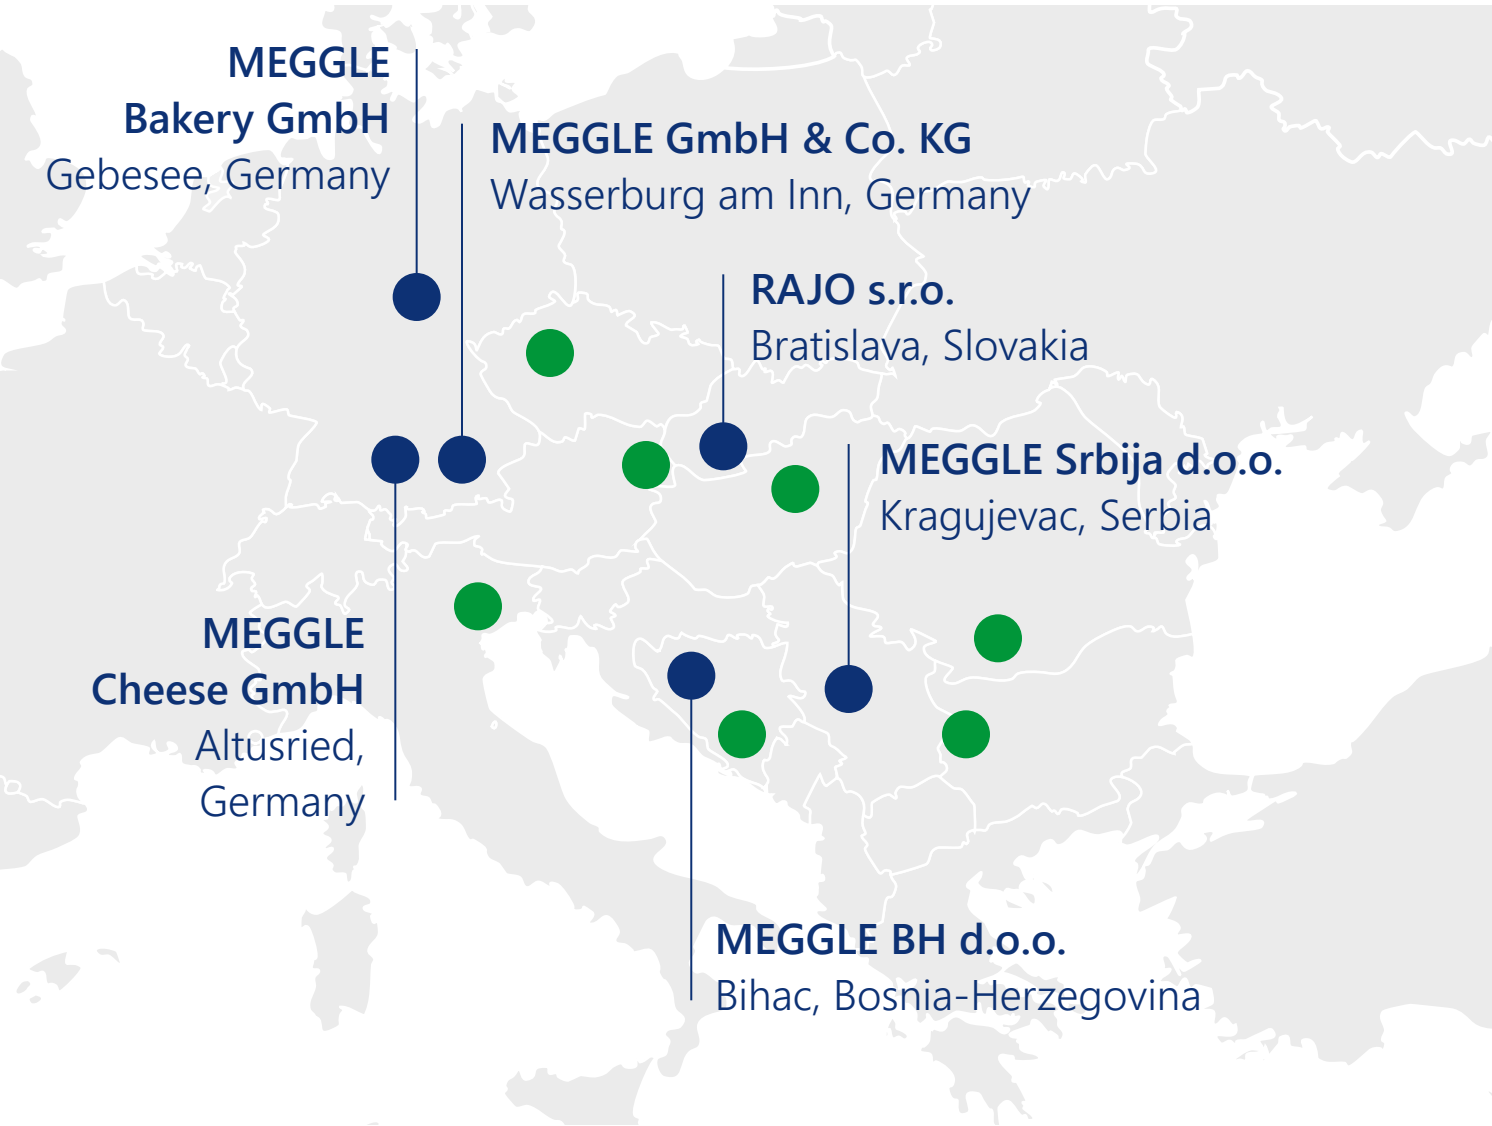 MEGGLE
Bakery GmbH
Gebesee, Germany
MEGGLE GmbH & Co. KG
Wasserburg am Inn, Germany
RAJO s.r.o.
Bratislava, Slovakia
MEGGLE Srbija d.o.o.
Kragujevac, Serbia
MEGGLE
Cheese GmbH
Altusried,
Germany
MEGGLE BH d.o.o.
Bihac, Bosnia-Herzegovina